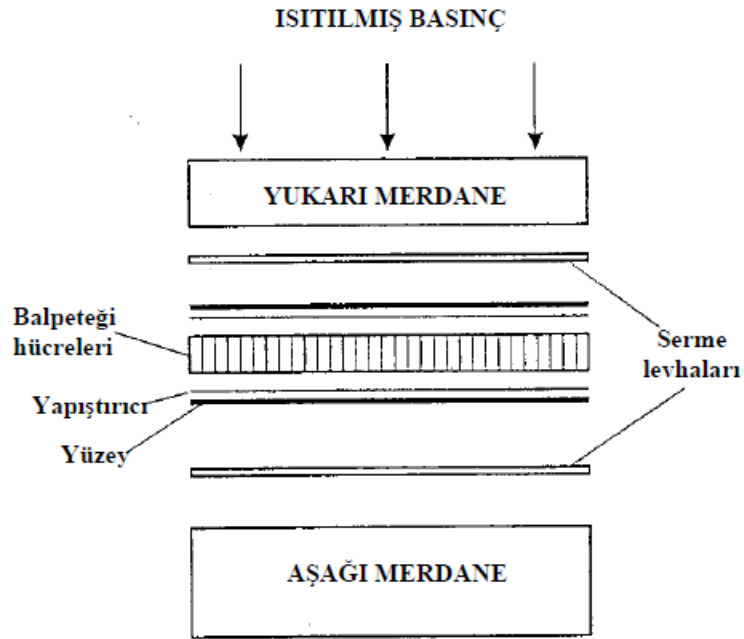 ISITILMIŞ BASINÇ
YUKARI MERDANE
Balpeteği
hücreleri
Serme
levhaları
Yapıştırıcı
Yüzey
AŞAĞI MERDANE